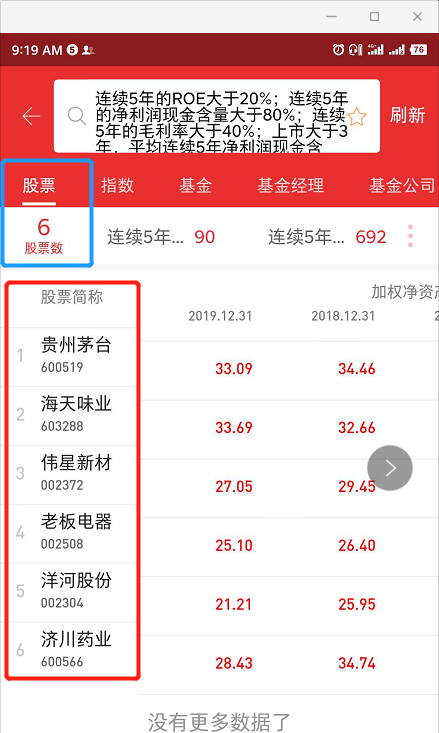 9:19 AM 5
76
连续5年的ROE大于20%；连续5年
的净利润现金含量大于80%；连续
5年的毛利率大于40%；上市大于3
年，平均连续5年净利润现金含
刷新
股票 指数 基金 基金经理 基金公司
6
股票数
连续5年... 90 连续5年... 692
股票简称
加权净资产
2019.12.31 2018.12.31 2
1 贵州茅台
600519
33.09 34.46
2 海天味业
603288
33.69 32.66
3 伟星新材
002372
27.05 29.45
4 老板电器
002508
25.10 26.40
5 洋河股份
002304
21.21 25.95
6 济川药业
600566
28.43 34.74
没有更多数据了